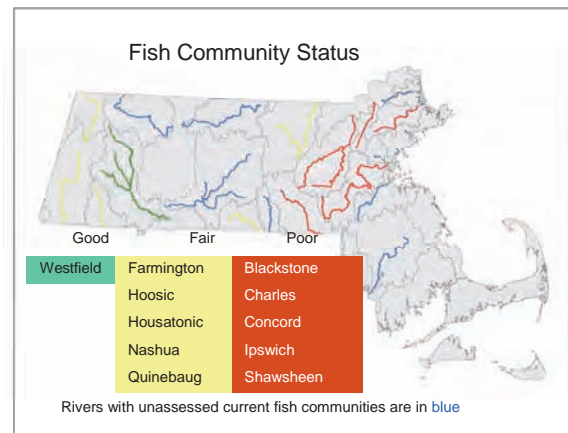 Fish Community Status
Good Fair Poor
Westfield Farmington Blackstone
Hoosic Charles
Housatonic Concord
Nashua Ipswich
Quinebaug Shawsheen
Rivers with unassessed current fish communities are in blue